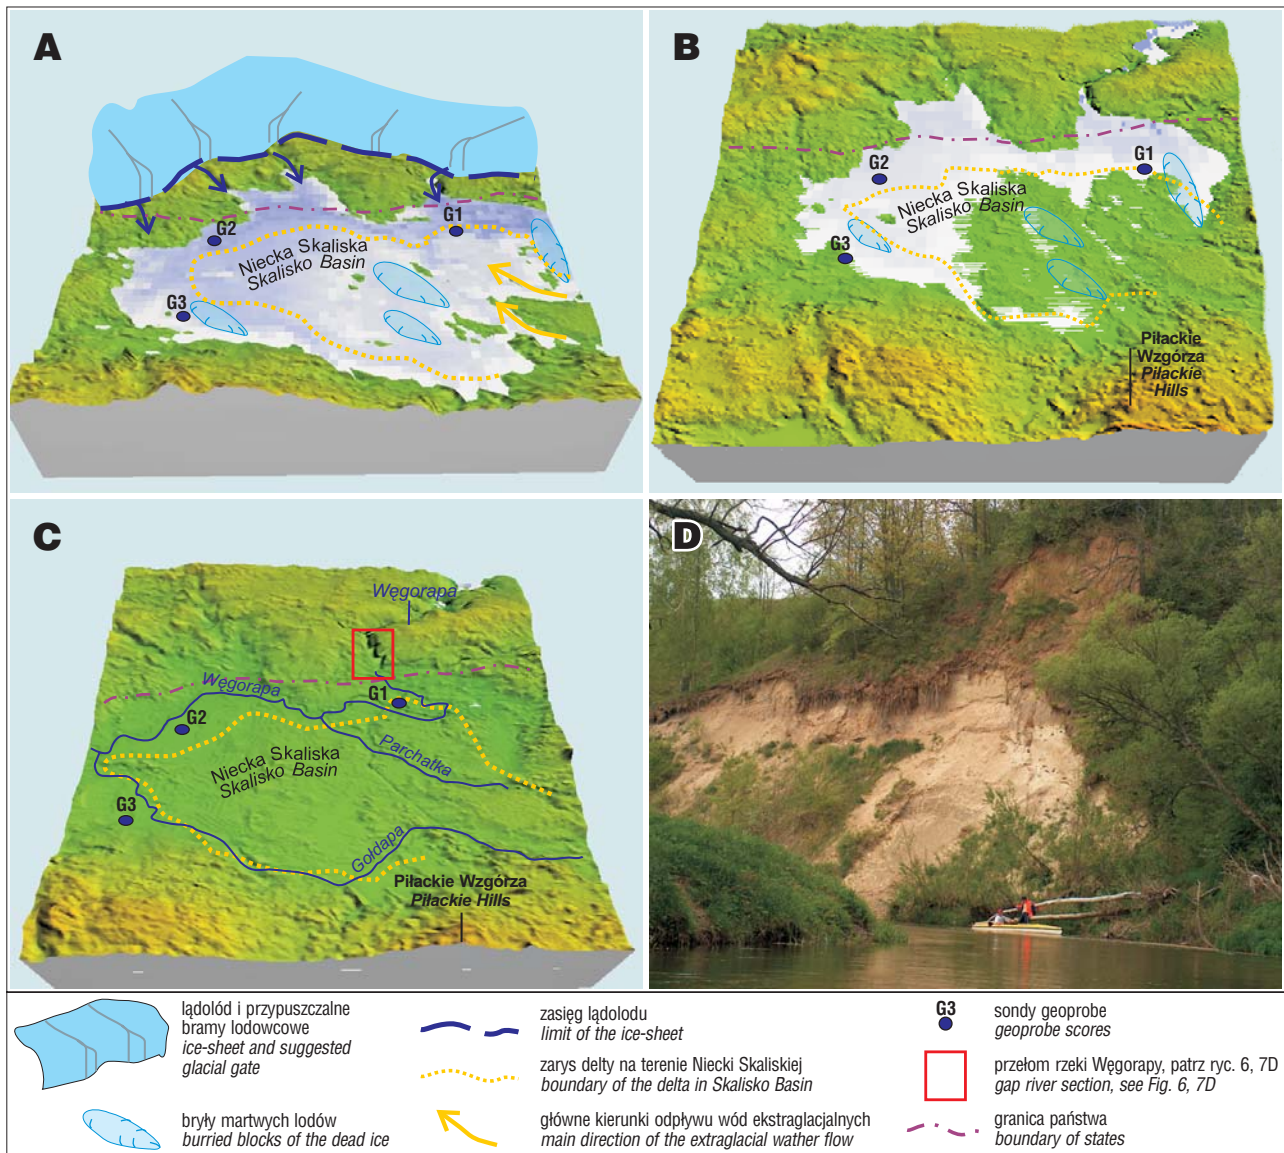 A
G1
G2
Niecka Skaliska
Skalisko Basin
G3
B
G2
G1
Niecka Skaliska
Skalisko Basin
G3
Piłackie
Wzgórza
Piłackie
Hills
C
Węgorapa
Węgorapa
G1
G2
Parchatka
Niecka Skaliska
Skalisko Basin
G3
Gołdapa
Piłackie Wzgórza
Piłackie Hills
D
lądolód i przypuszczalne
bramy lodowcowe
ice-sheet and suggested
glacial gate
bryły martwych lodów
burried blocks of the dead ice
zasięg lądolodu
limit of the ice-sheet
zarys delty na terenie Niecki Skaliskiej
boundary of the delta in Skalisko Basin
główne kierunki odpływu wód ekstraglacjalnych
main direction of the extraglacial wather flow
G3
sondy geoprobe
geoprobe scores
przełom rzeki Węgorapy, patrz ryc. 6, 7D
gap river section, see Fig. 6, 7D
granica państwa
boundary of states